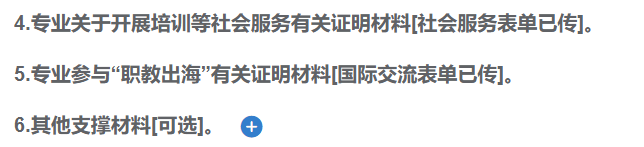 4.专业关于开展培训等社会服务有关证明材料[社会服务表单已传]。
5.专业参与“职教出海”有关证明材料[国际交流表单已传]。
6.其他支撑材料[可选]。